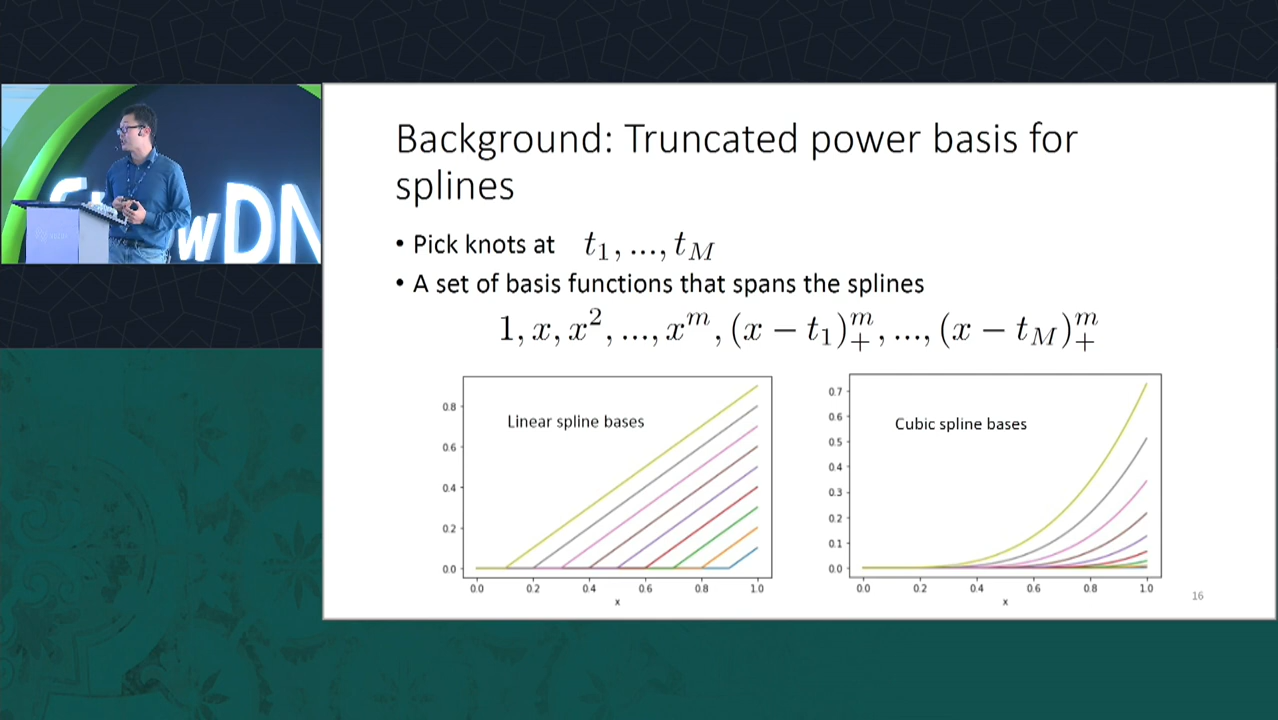 wDN
Background: Truncated power basis for
splines
• Pick knots at t_1, ..., t_M
• A set of basis functions that spans the splines
1, x, x^2, ..., x^m, (x − t_1)_+^m, ..., (x − t_M)_+^m
Linear spline bases
0.8
0.6
0.4
0.2
0.0
0.0 0.2 0.4 0.6 0.8 1.0
x
Cubic spline bases
0.7
0.6
0.5
0.4
0.3
0.2
0.1
0.0
0.0 0.2 0.4 0.6 0.8 1.0
x
16